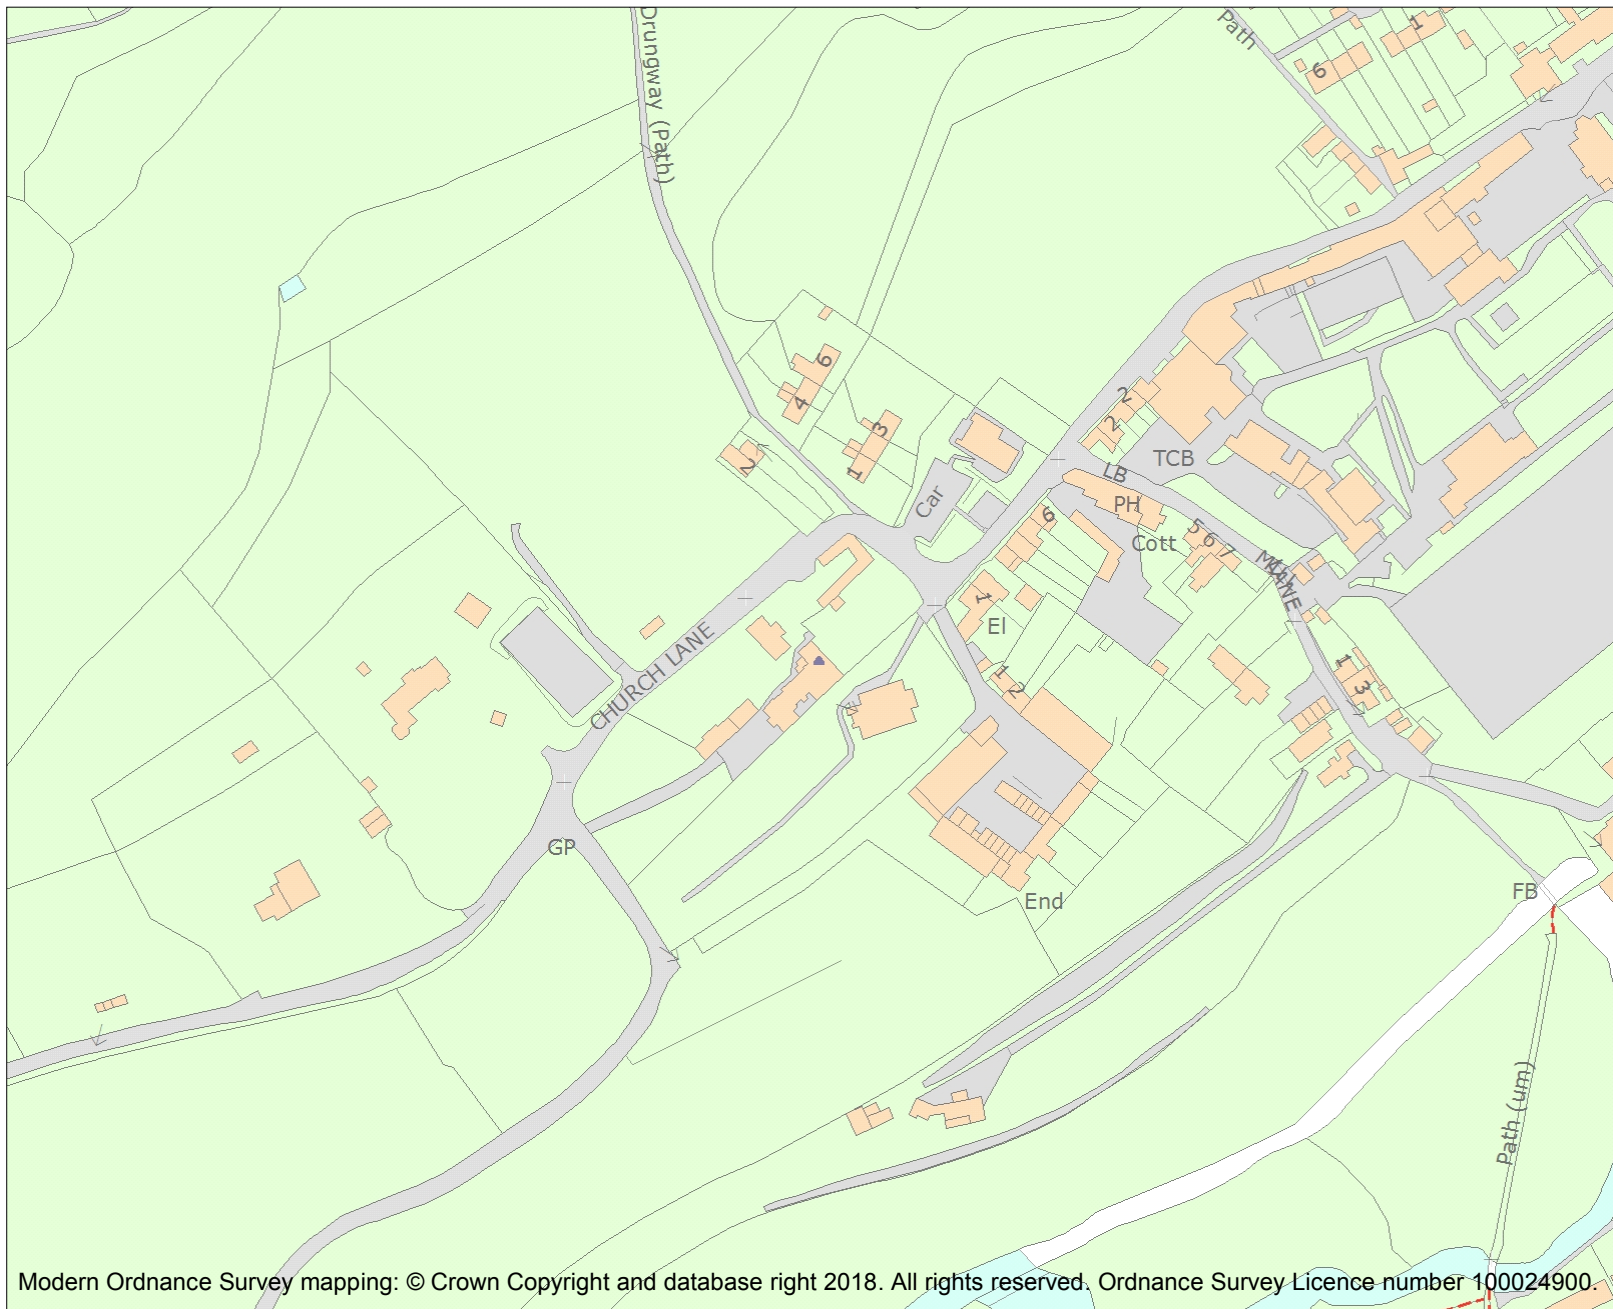 Drungway (Path)
Path
1
6
6
4
3
1
2
2
2
TCB
LB
PH
Car
6
Cott
5 6 7
LANE
1
El
1 2
1
3
CHURCH LANE
GP
End
FB
Path (um)
Modern Ordnance Survey mapping: © Crown Copyright and database right 2018. All rights reserved. Ordnance Survey Licence number 100024900.